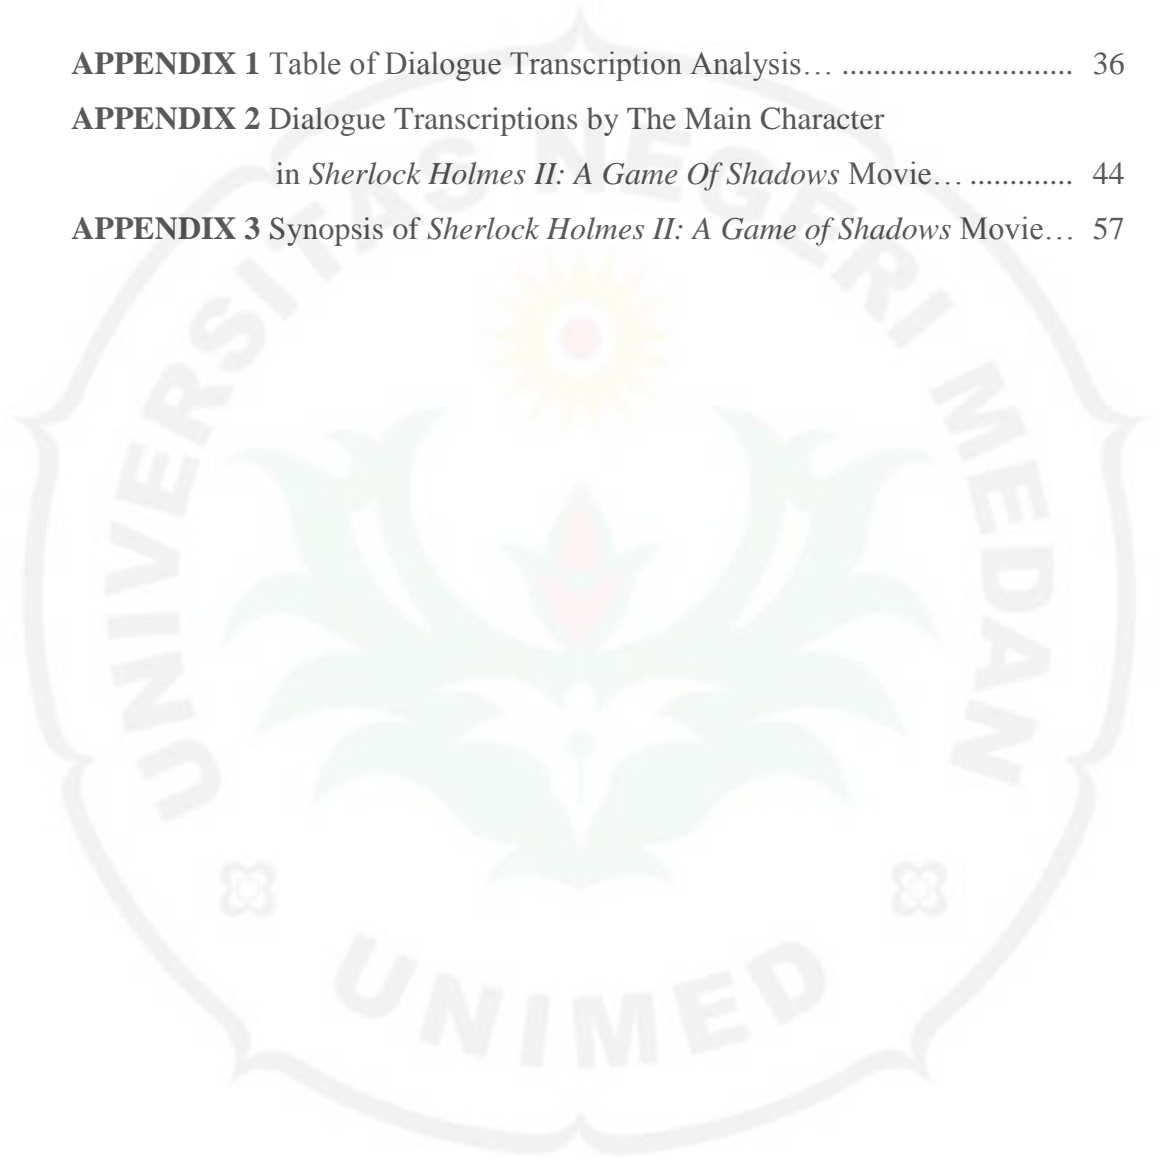 APPENDIX 1 Table of Dialogue Transcription Analysis… ............................ 36
APPENDIX 2 Dialogue Transcriptions by The Main Character
in Sherlock Holmes II: A Game Of Shadows Movie… ............. 44
APPENDIX 3 Synopsis of Sherlock Holmes II: A Game of Shadows Movie… 57
UNIVERSITAS NEGERI MEDAN
UNIMED